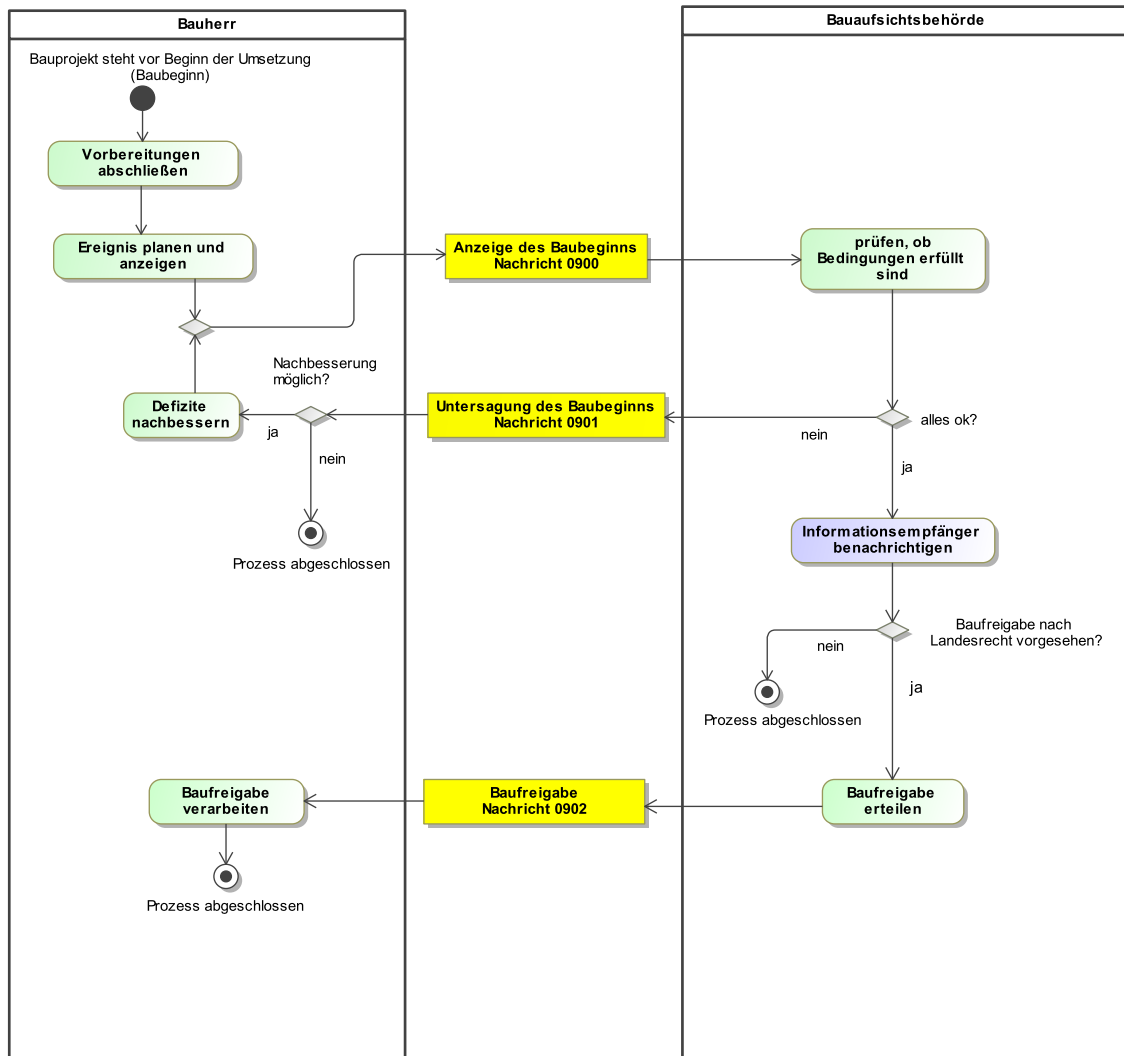 Bauherr
Bauaufsichtsbehörde
Bauprojekt steht vor Beginn der Umsetzung
(Baubeginn)
Vorbereitungen
abschließen
Ereignis planen und
anzeigen
Anzeige des Baubeginns
Nachricht 0900
prüfen, ob
Bedingungen erfüllt
sind
Nachbesserung
möglich?
Defizite
nachbessern
ja
nein
Untersagung des Baubeginns
Nachricht 0901
nein
alles ok?
ja
Prozess abgeschlossen
Informationsempfänger
benachrichtigen
Baufreigabe nach
Landesrecht vorgesehen?
nein
ja
Prozess abgeschlossen
Baufreigabe
verarbeiten
Baufreigabe
Nachricht 0902
Baufreigabe
erteilen
Prozess abgeschlossen